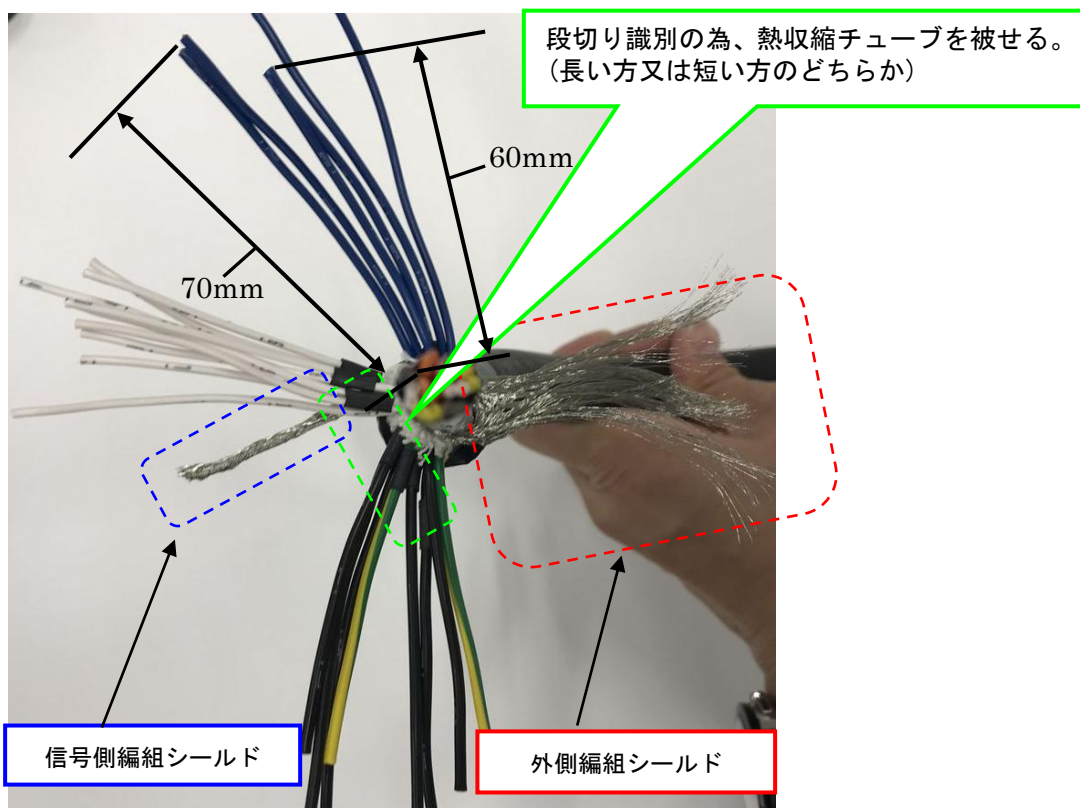 段切り識別の為、熱収縮チューブを被せる。
(長い方又は短い方のどちらか)
60mm
70mm
信号側編組シールド
外側編組シールド